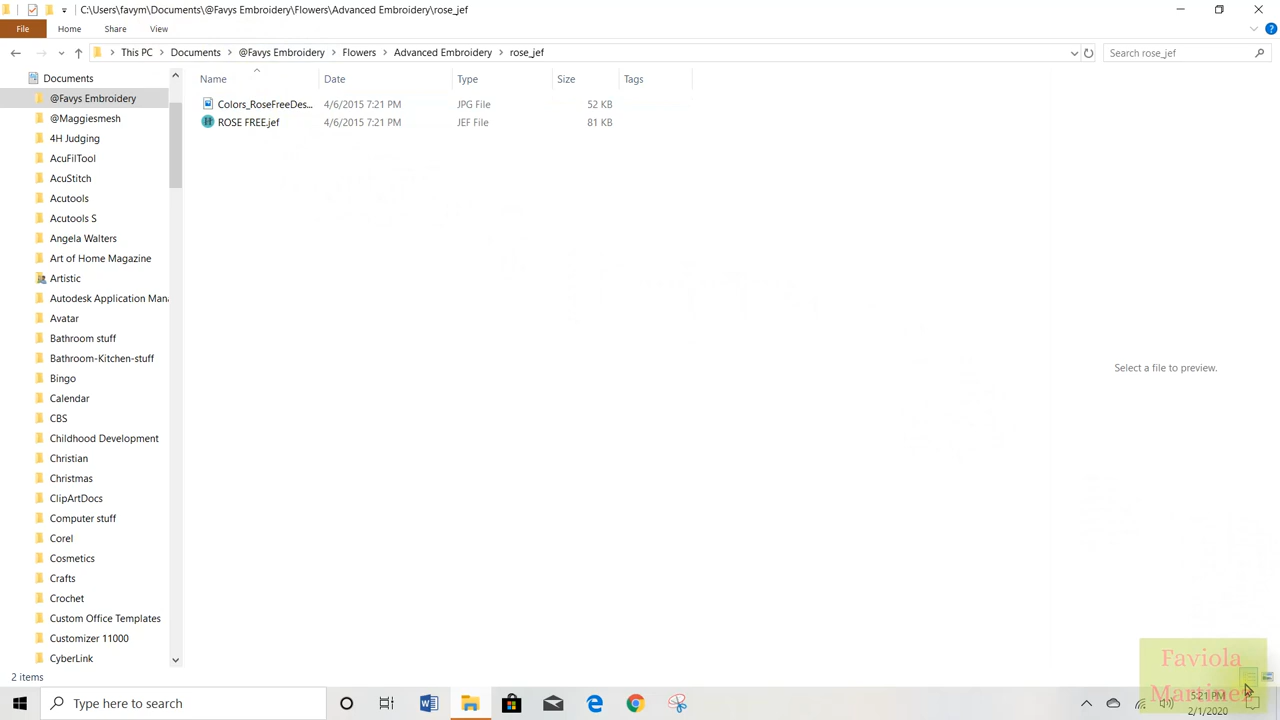 C:\Users\favym\Documents\@Favys Embroidery\Flowers\Advanced Embroidery\rose_jef
File Home Share View
This PC Documents @Favys Embroidery Flowers Advanced Embroidery rose_jef Search rose_jef
Name Date Type Size Tags
Colors_RoseFreeDes... 4/6/2015 7:21 PM JPG File 52 KB
ROSE FREE.jef 4/6/2015 7:21 PM JEF File 81 KB
Documents
@Favys Embroidery
@Maggiesmesh
4H Judging
AcuFilTool
AcuStitch
Acutools
Acutools S
Angela Walters
Art of Home Magazine
Artistic
Autodesk Application Man
Avatar
Bathroom stuff
Bathroom-Kitchen-stuff
Bingo
Calendar
CBS
Childhood Development
Christian
Christmas
ClipArtDocs
Computer stuff
Corel
Cosmetics
Crafts
Crochet
Custom Office Templates
Customizer 11000
CyberLink
Select a file to preview.
2 items
Faviola
Martinez
Type here to search
5:21 PM
2/1/2020